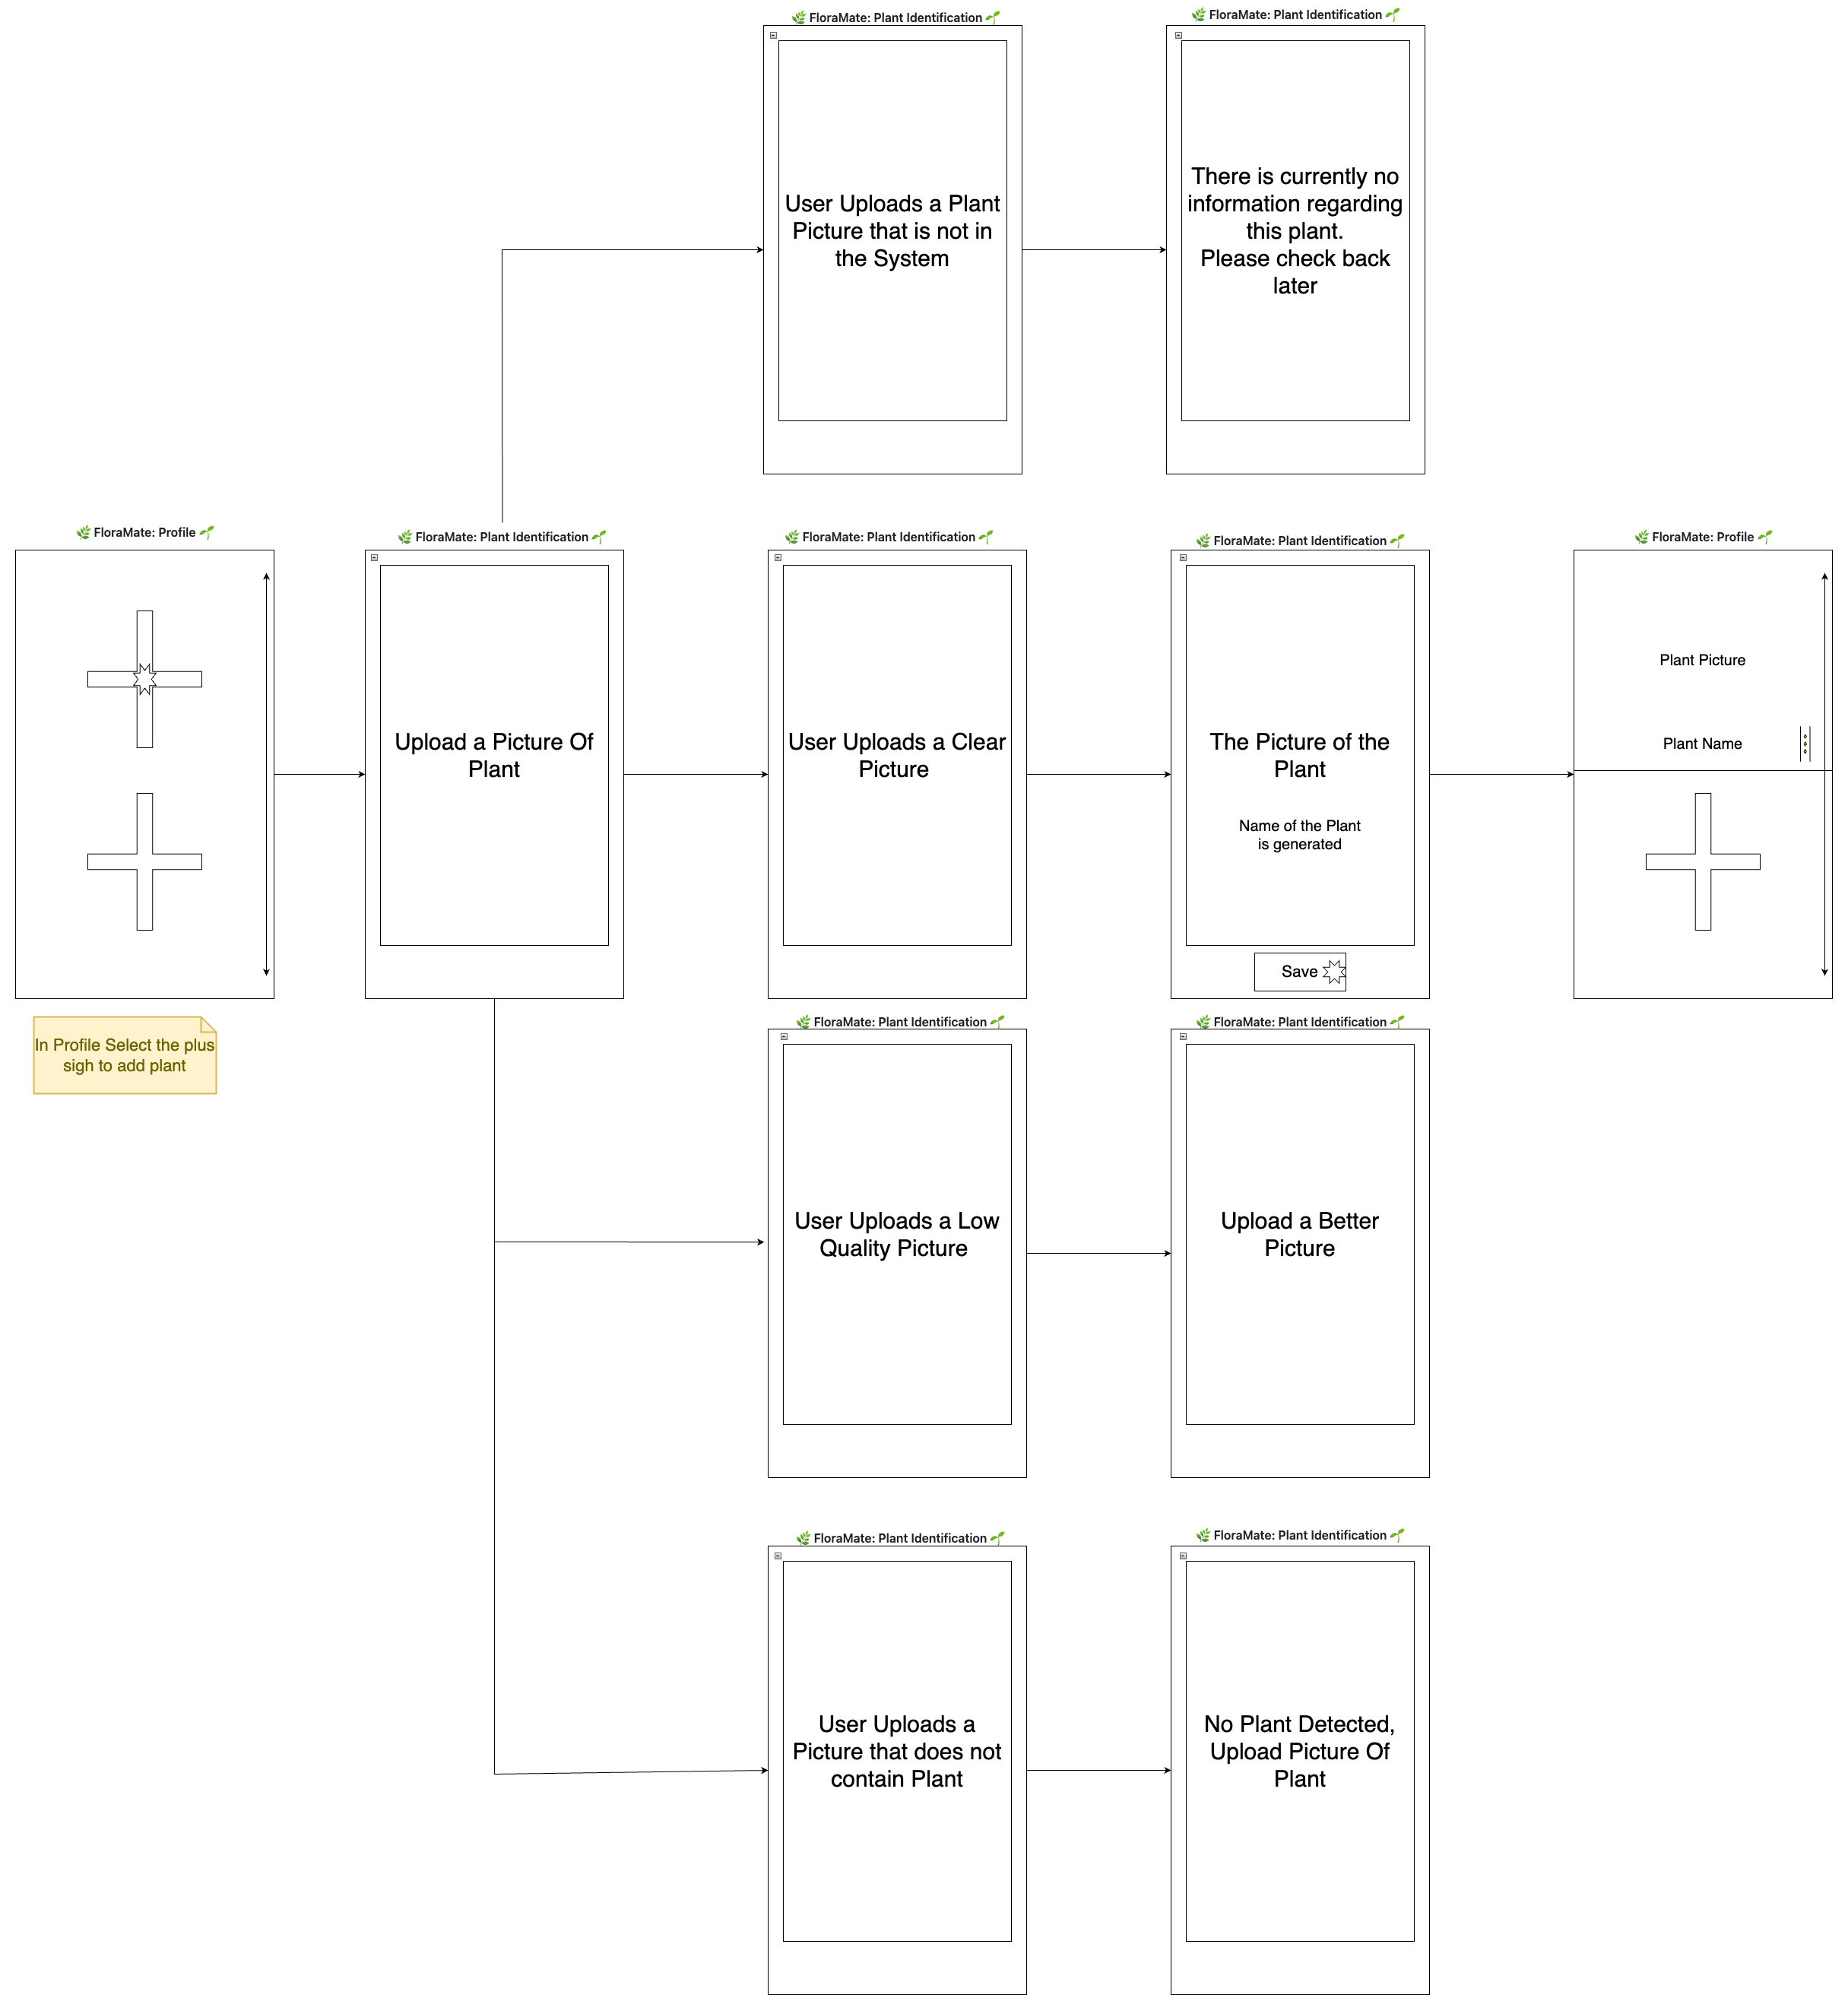 🌿 FloraMate: Plant Identification 🌱
User Uploads a Plant
Picture that is not in
the System
🌿 FloraMate: Plant Identification 🌱
There is currently no
information regarding
this plant.
Please check back
later
🌿 FloraMate: Profile 🌱
In Profile Select the plus
sigh to add plant
🌿 FloraMate: Plant Identification 🌱
Upload a Picture Of
Plant
🌿 FloraMate: Plant Identification 🌱
User Uploads a Clear
Picture
🌿 FloraMate: Plant Identification 🌱
The Picture of the
Plant
Name of the Plant
is generated
Save
🌿 FloraMate: Profile 🌱
Plant Picture
Plant Name
🌿 FloraMate: Plant Identification 🌱
User Uploads a Low
Quality Picture
🌿 FloraMate: Plant Identification 🌱
Upload a Better
Picture
🌿 FloraMate: Plant Identification 🌱
User Uploads a
Picture that does not
contain Plant
🌿 FloraMate: Plant Identification 🌱
No Plant Detected,
Upload Picture Of
Plant